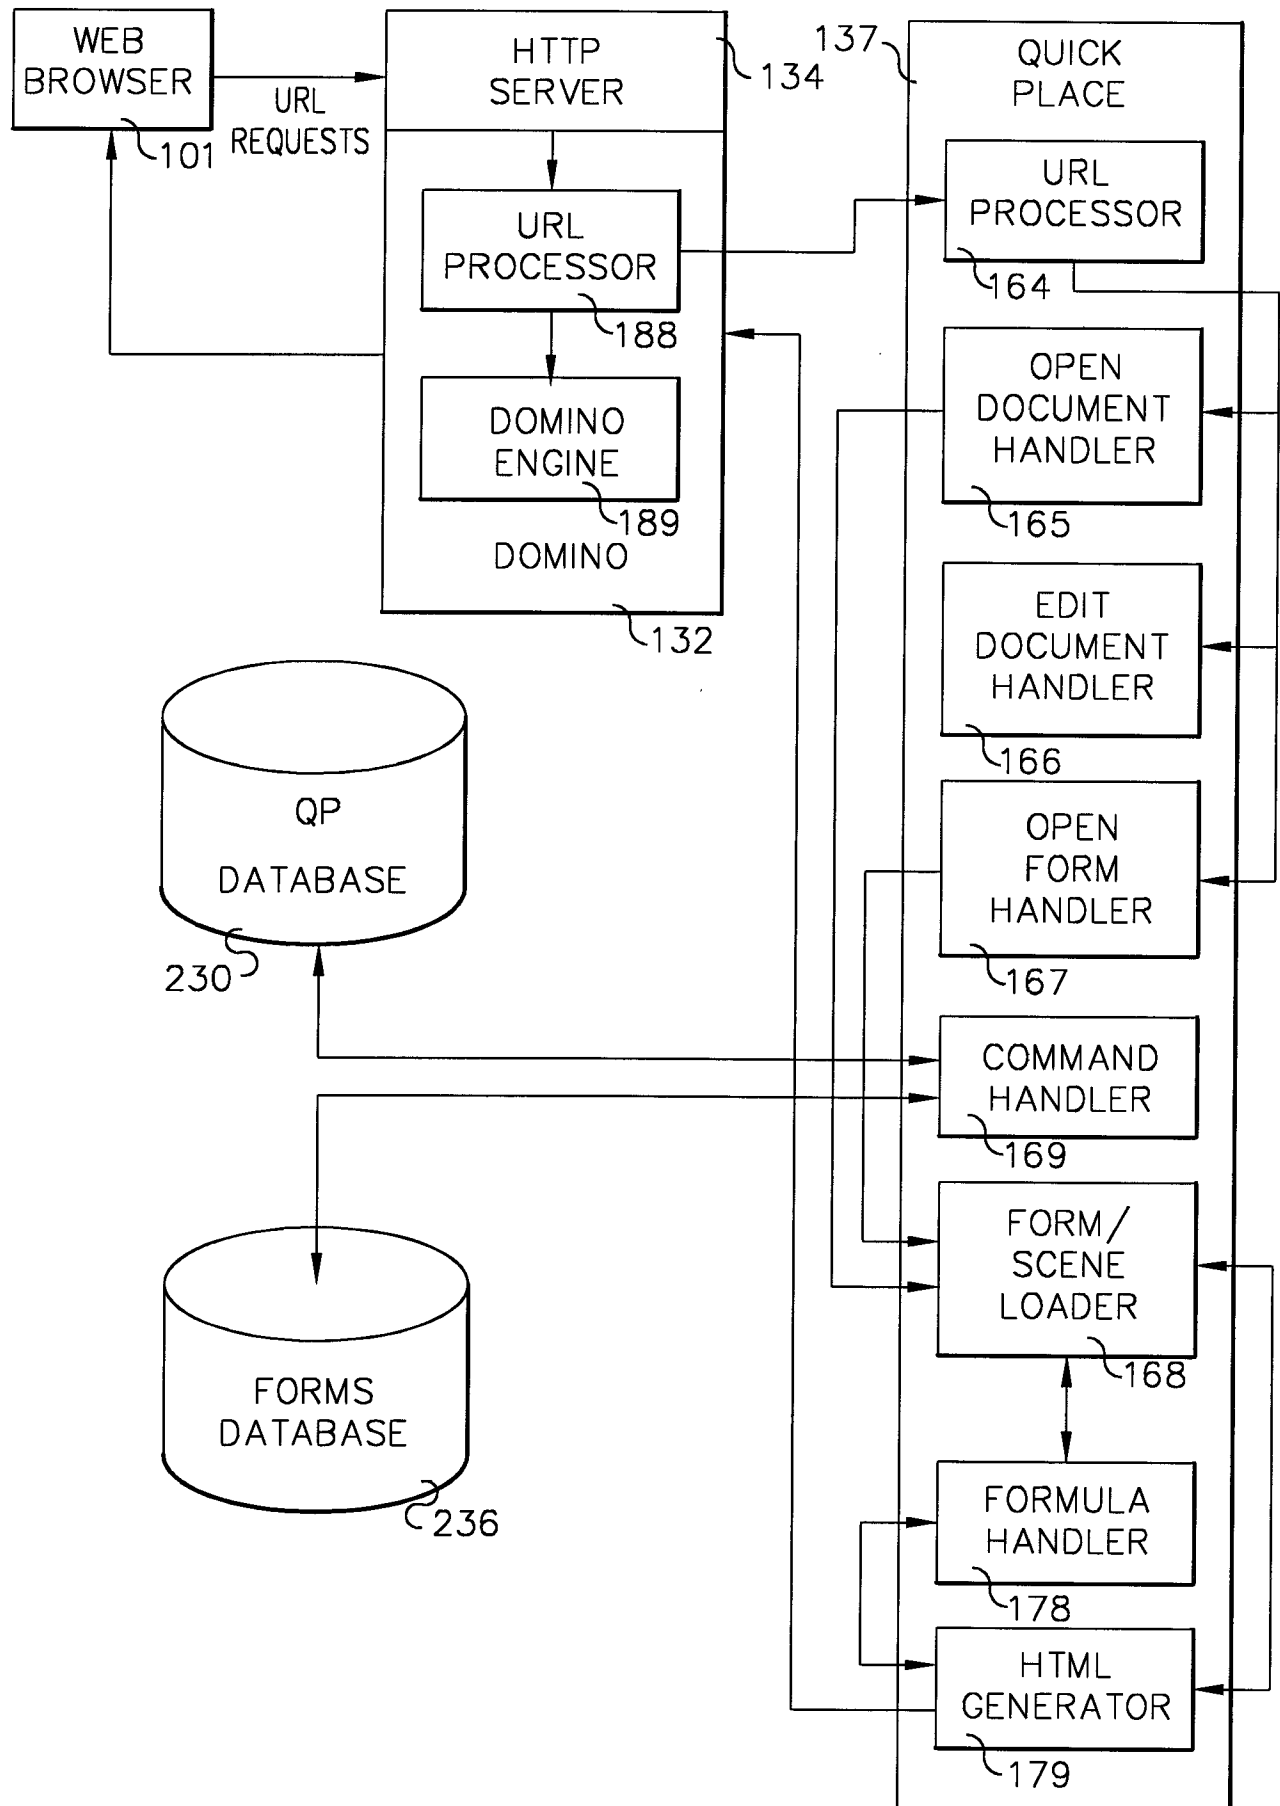 WEB
BROWSER
101
URL
REQUESTS
HTTP
SERVER
134
URL
PROCESSOR
188
DOMINO
ENGINE
189
DOMINO
132
137
QUICK
PLACE
URL
PROCESSOR
164
OPEN
DOCUMENT
HANDLER
165
EDIT
DOCUMENT
HANDLER
166
OPEN
FORM
HANDLER
167
COMMAND
HANDLER
169
FORM/
SCENE
LOADER
168
FORMULA
HANDLER
178
HTML
GENERATOR
179
QP
DATABASE
230
FORMS
DATABASE
236